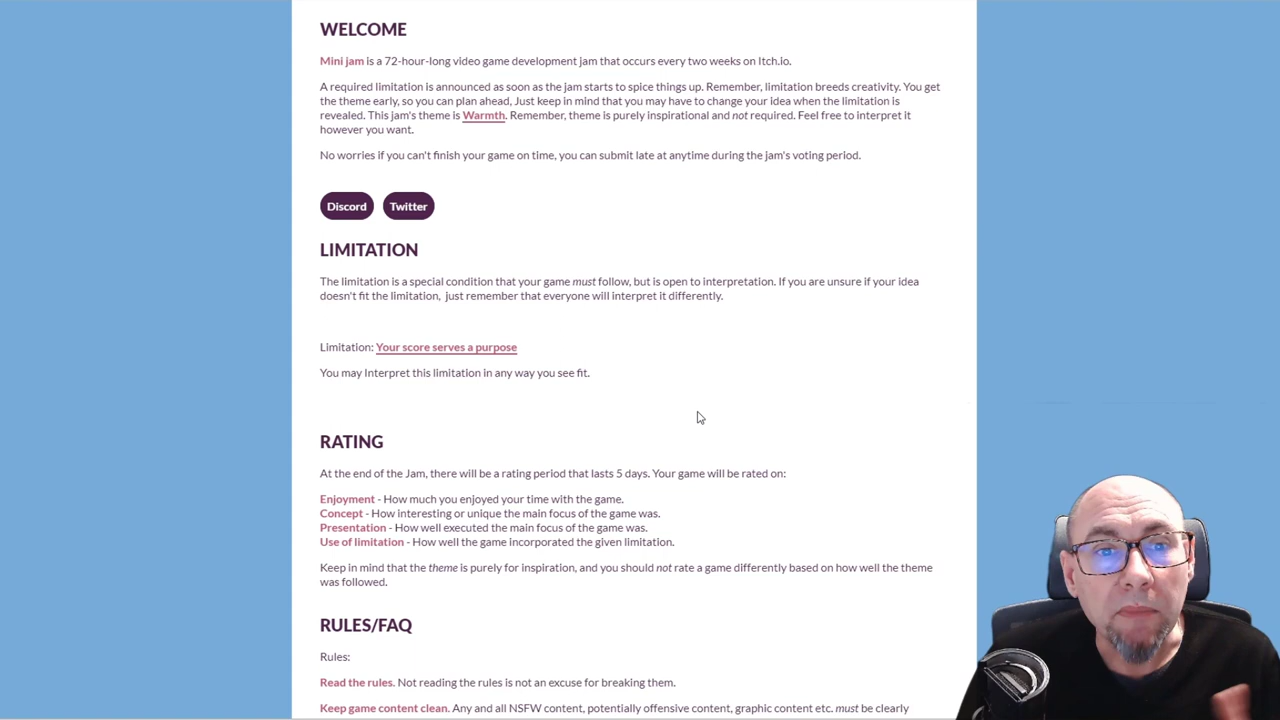 WELCOME
Mini jam is a 72-hour-long video game development jam that occurs every two weeks on Itch.io.
A required limitation is announced as soon as the jam starts to spice things up. Remember, limitation breeds creativity. You get
the theme early, so you can plan ahead, Just keep in mind that you may have to change your idea when the limitation is
revealed. This jam's theme is Warmth. Remember, theme is purely inspirational and not required. Feel free to interpret it
however you want.
No worries if you can't finish your game on time, you can submit late at anytime during the jam's voting period.
Discord Twitter
LIMITATION
The limitation is a special condition that your game must follow, but is open to interpretation. If you are unsure if your idea
doesn't fit the limitation, just remember that everyone will interpret it differently.
Limitation: Your score serves a purpose
You may Interpret this limitation in any way you see fit.
RATING
At the end of the Jam, there will be a rating period that lasts 5 days. Your game will be rated on:
Enjoyment - How much you enjoyed your time with the game.
Concept - How interesting or unique the main focus of the game was.
Presentation - How well executed the main focus of the game was.
Use of limitation - How well the game incorporated the given limitation.
Keep in mind that the theme is purely for inspiration, and you should not rate a game differently based on how well the theme
was followed.
RULES/FAQ
Rules:
Read the rules. Not reading the rules is not an excuse for breaking them.
Keep game content clean. Any and all NSFW content, potentially offensive content, graphic content etc. must be clearly